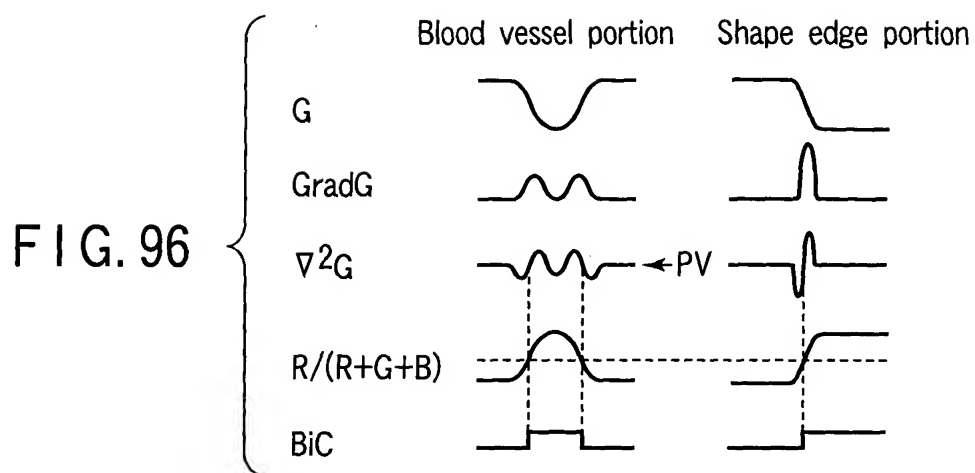 Blood vessel portion Shape edge portion
G
GradG
FIG. 96
∇²G
←PV
R/(R+G+B)
BiC